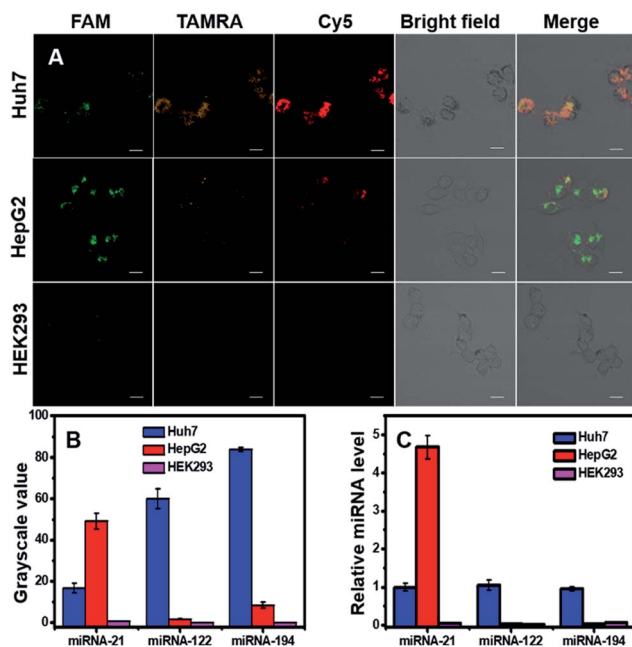 FAM TAMRA Cy5 Bright field Merge
A
Huh7
HepG2
HEK293
B
Huh7
HepG2
HEK293
Grayscale value
100
80
60
40
20
0
miRNA-21 miRNA-122 miRNA-194
C
Huh7
HepG2
HEK293
Relative miRNA level
5
4
3
2
1
0
miRNA-21 miRNA-122 miRNA-194